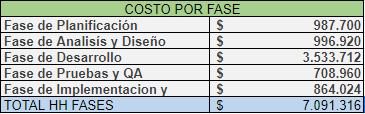 COSTO POR FASE
Fase de Planificación $ 987.700
Fase de Analisis y Diseño $ 996.920
Fase de Desarrollo $ 3.533.712
Fase de Pruebas y QA $ 708.960
Fase de Implementacion y $ 864.024
TOTAL HH FASES $ 7.091.316